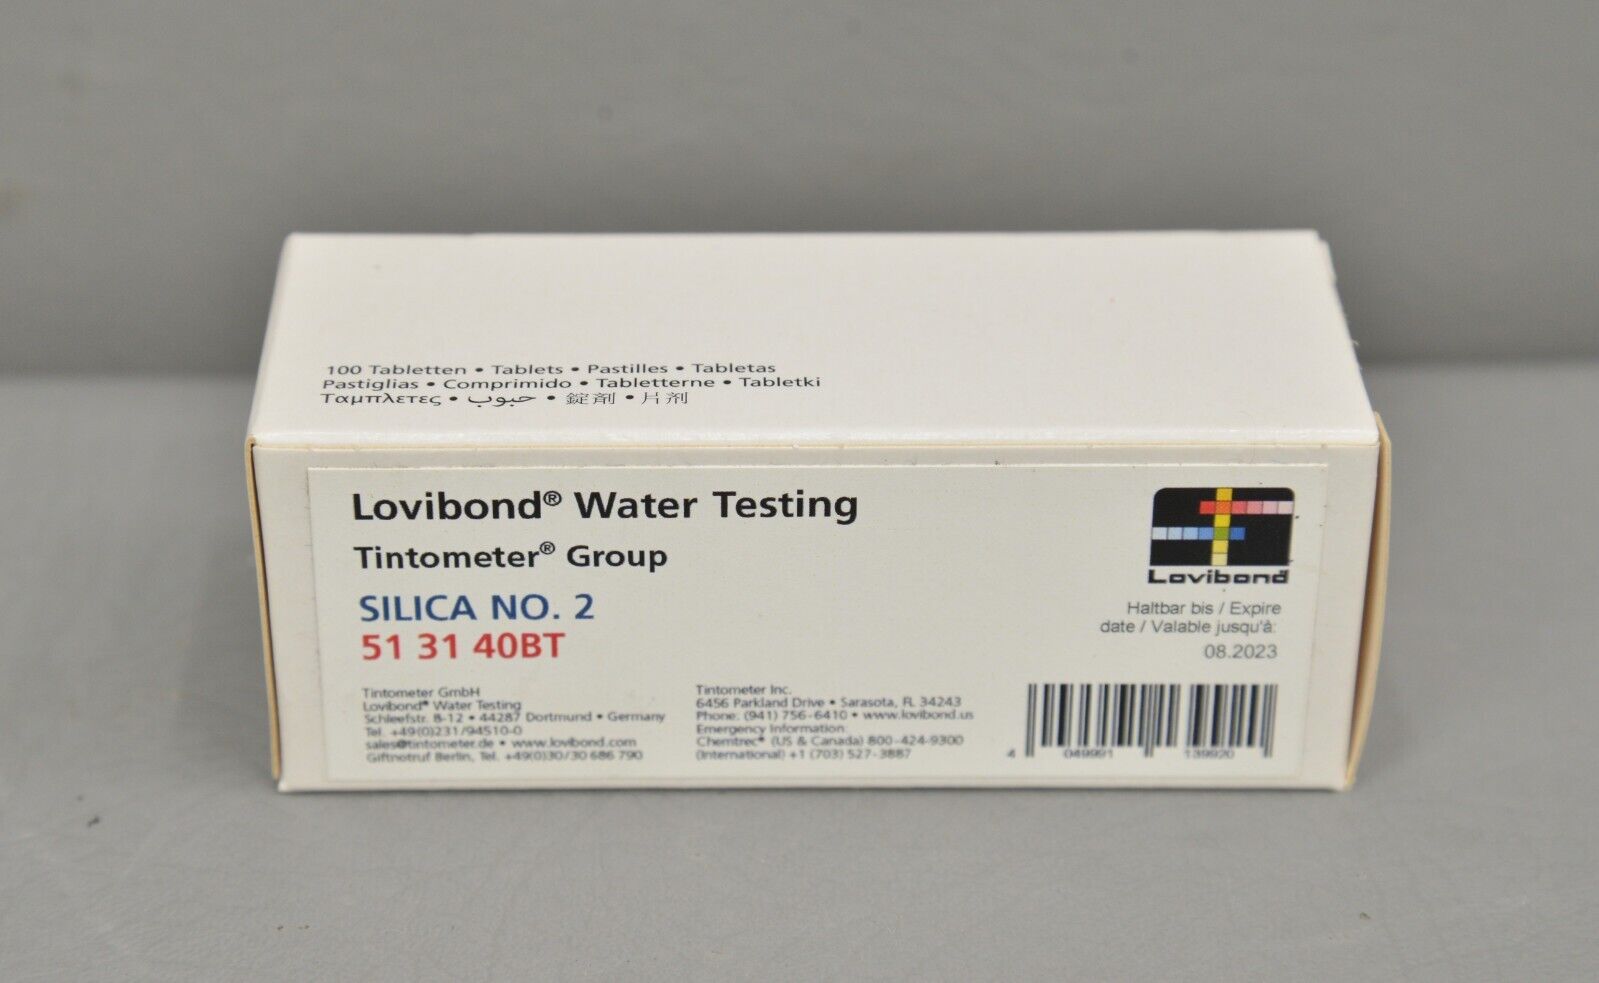 100 Tabletten • Tablets • Pastilles • Tabletas
Pastiglias • Comprimido • Tabletterne • Tabletki
Ταμπλετες • حبوب • 錠剤 • 片剂
Lovibond® Water Testing
Tintometer® Group
SILICA NO. 2
51 31 40BT
Lovibond
Haltbar bis / Expire
date / Valable jusqu'à:
08.2023
Tintometer GmbH
Lovibond® Water Testing
Schleefstr. 8-12 • 44287 Dortmund • Germany
Tel. +49(0)231/94510-0
sales@tintometer.de • www.lovibond.com
Giftnotruf Berlin, Tel. +49(0)30/30 686 790
Tintometer Inc.
6456 Parkland Drive • Sarasota, FL 34243
Phone: (941) 756-6410 • www.lovibond.us
Emergency Information:
Chemtrec® (US & Canada) 800-424-9300
(International) +1 (703) 527-3887
4 049991 139920